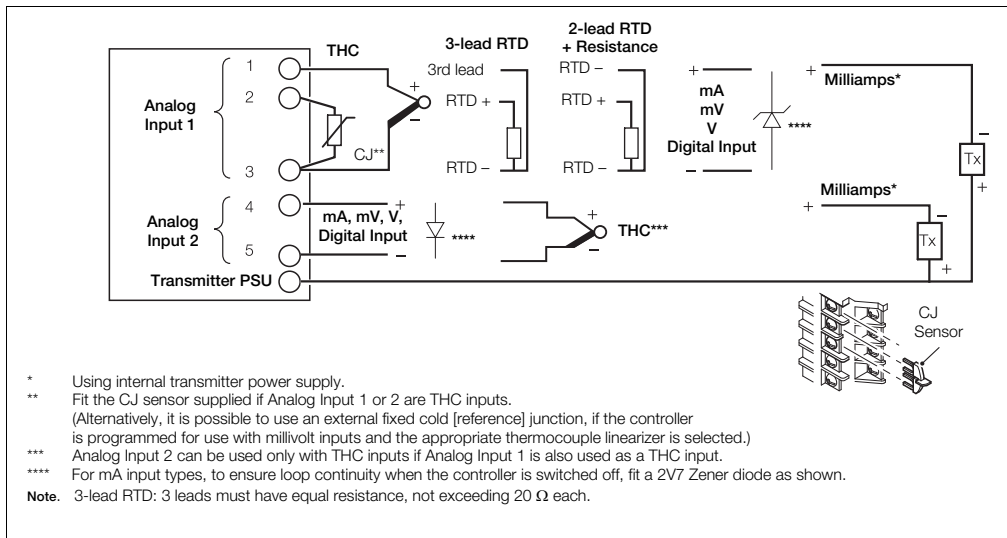 THC
3-lead RTD
2-lead RTD
+ Resistance
Analog
Input 1
1
2
3
CJ**
+
–
3rd lead
RTD +
RTD –
RTD –
RTD +
RTD –
+
mA
mV
V
Digital Input
–
****
+
Milliamps*
–
Tx
+
Analog
Input 2
4
5
+
mA, mV, V,
Digital Input
–
****
+
–
THC***
Milliamps*
+
–
Tx
+
Transmitter PSU
CJ
Sensor
* Using internal transmitter power supply.
** Fit the CJ sensor supplied if Analog Input 1 or 2 are THC inputs.
(Alternatively, it is possible to use an external fixed cold [reference] junction, if the controller
is programmed for use with millivolt inputs and the appropriate thermocouple linearizer is selected.)
*** Analog Input 2 can be used only with THC inputs if Analog Input 1 is also used as a THC input.
**** For mA input types, to ensure loop continuity when the controller is switched off, fit a 2V7 Zener diode as shown.
Note. 3-lead RTD: 3 leads must have equal resistance, not exceeding 20 Ω each.